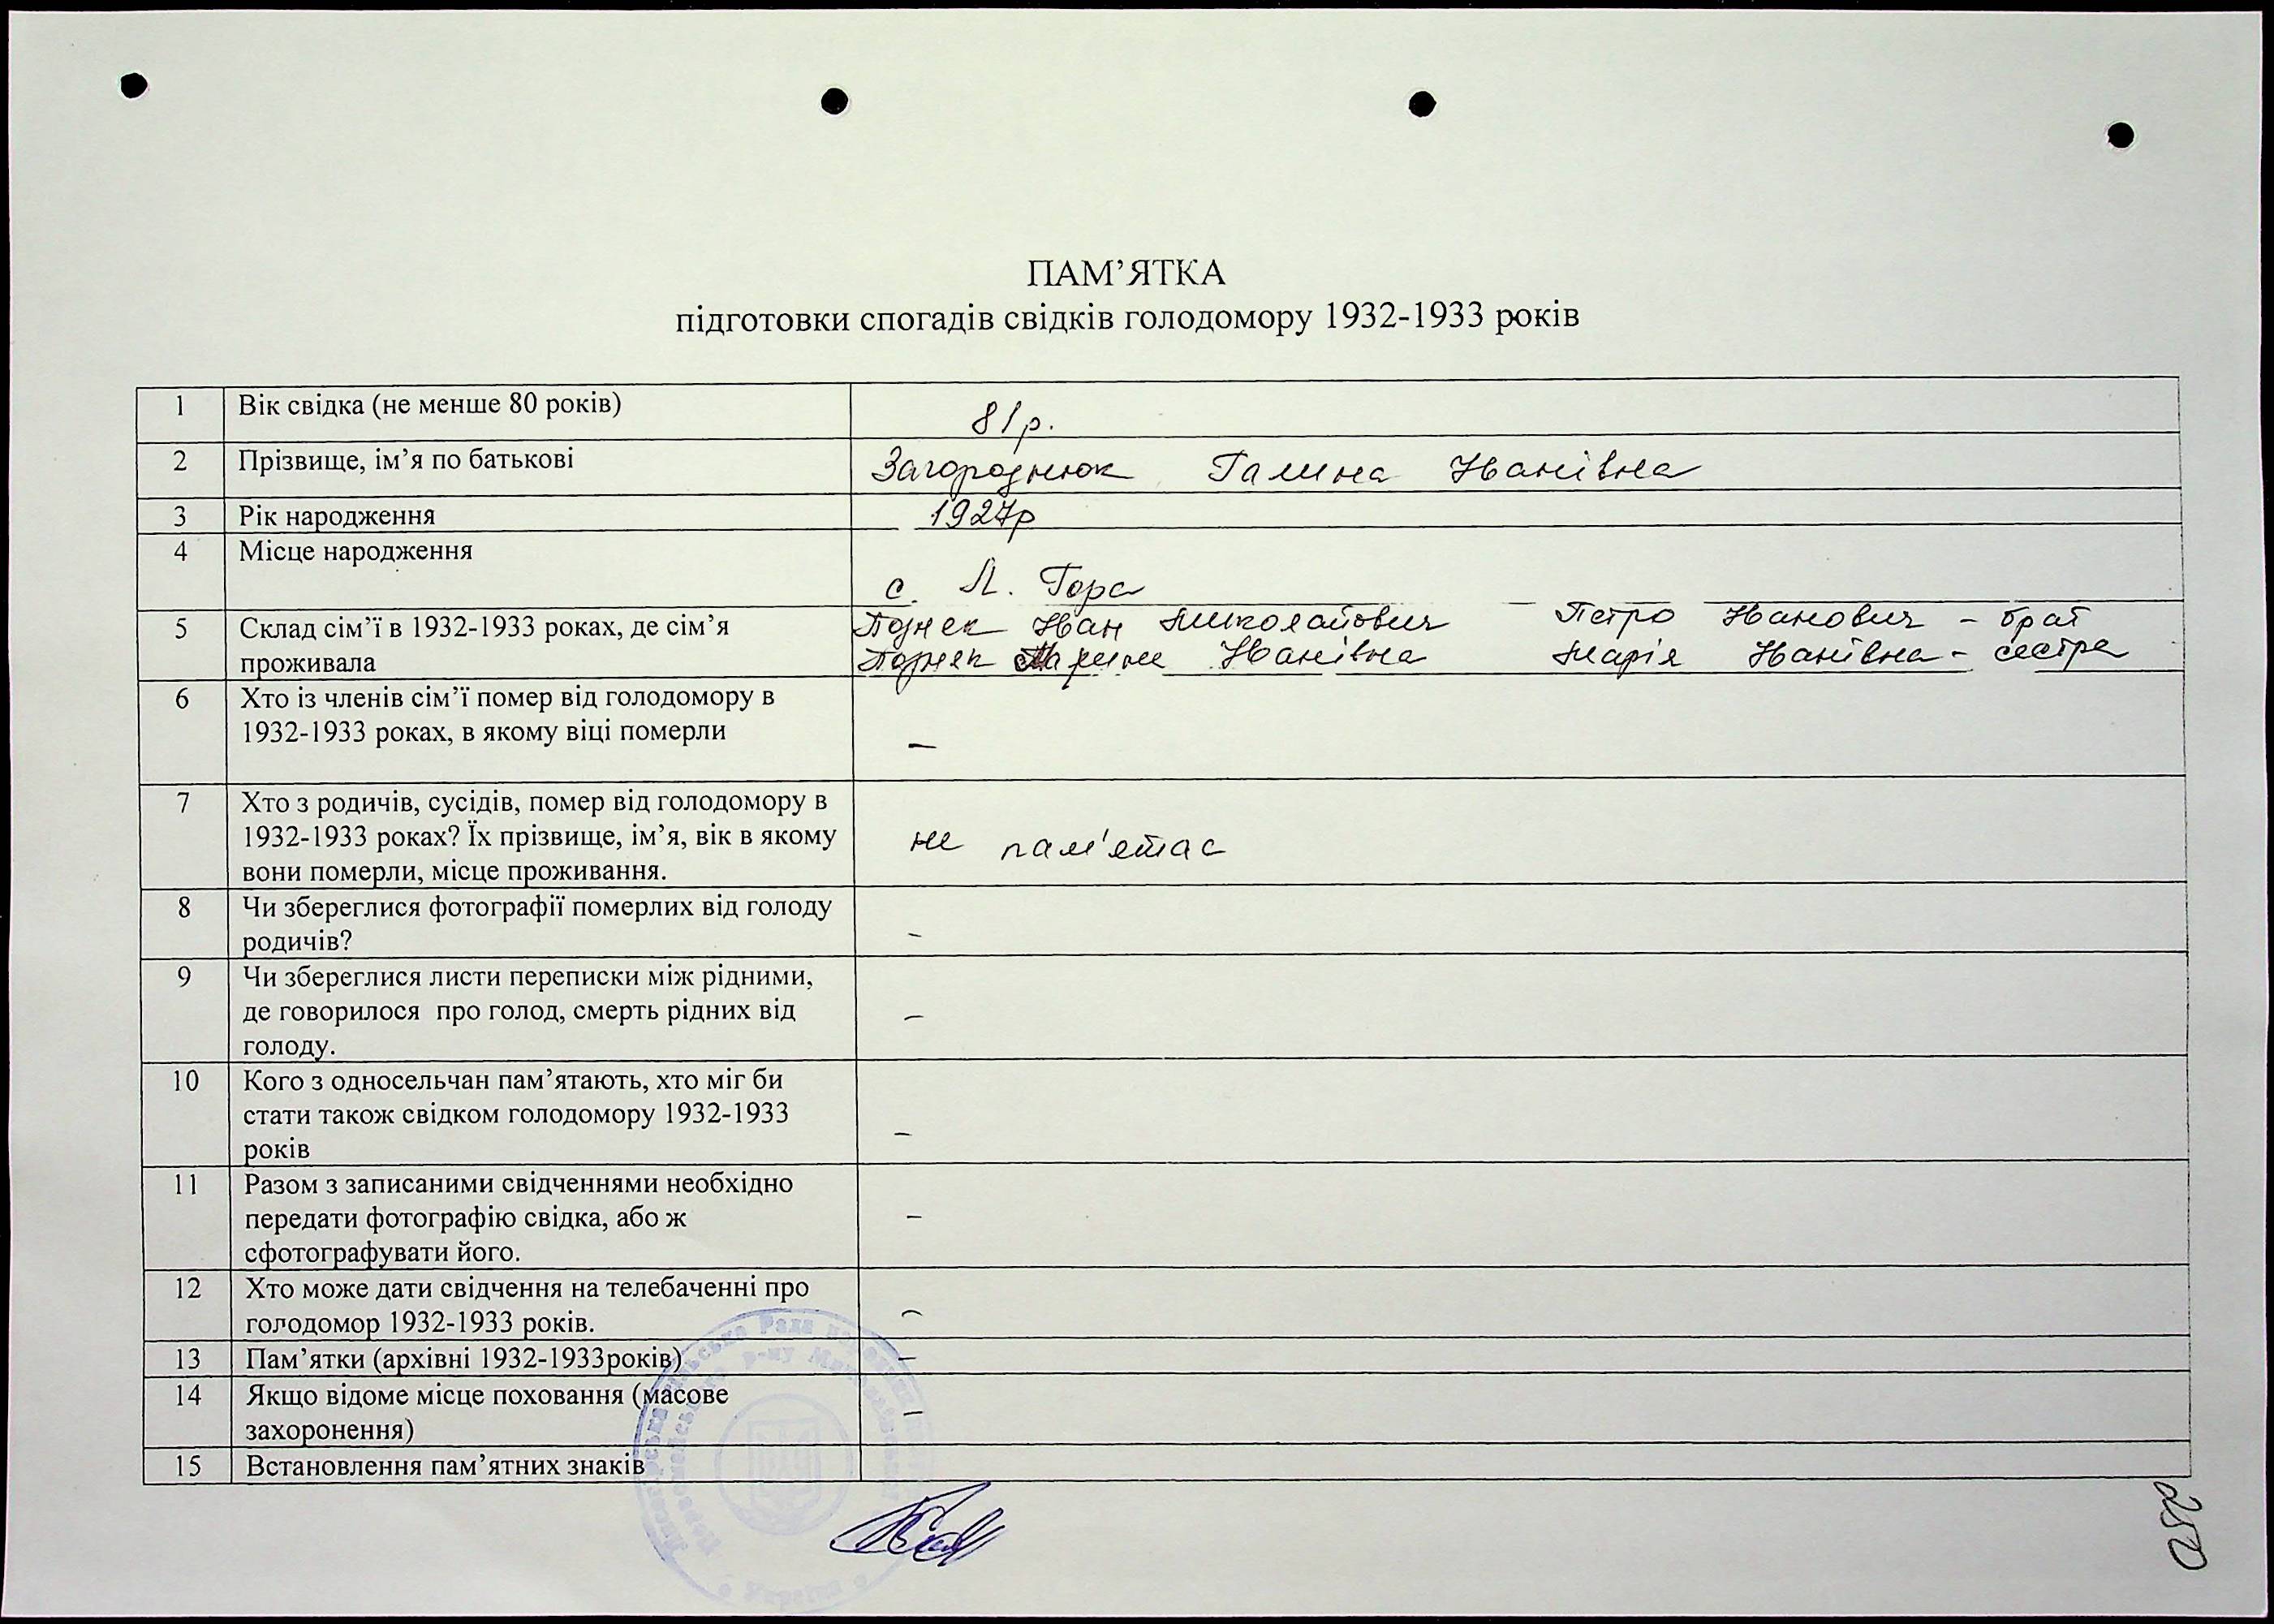 ПАМ’ЯТКА
підготовки спогадів свідків голодомору 1932-1933 років
1 Вік свідка (не менше 80 років) 81р.
2 Прізвище, ім’я по батькові Загороднюк Галина Іванівна
3 Рік народження 1927р
4 Місце народження
с. Л. Гора
5 Склад сім’ї в 1932-1933 роках, де сім’я Іван Миколайович Петро Іванович – брат
проживала Іванівна Марія Іванівна – сестра
6 Хто із членів сім’ї помер від голодомору в
1932-1933 роках, в якому віці померли –
7 Хто з родичів, сусідів, помер від голодомору в
1932-1933 роках? Їх прізвище, ім’я, вік в якому не пам'ятає
вони померли, місце проживання.
8 Чи збереглися фотографії померлих від голоду
родичів? –
9 Чи збереглися листи переписки між рідними,
де говорилося про голод, смерть рідних від –
голоду.
10 Кого з односельчан пам’ятають, хто міг би
стати також свідком голодомору 1932-1933 –
років
11 Разом з записаними свідченнями необхідно
передати фотографію свідка, або ж –
сфотографувати його.
12 Хто може дати свідчення на телебаченні про
голодомор 1932-1933 років. –
13 Пам’ятки (архівні 1932-1933років) –
14 Якщо відоме місце поховання (масове
захоронення) –
15 Встановлення пам’ятних знаків
Україна
250